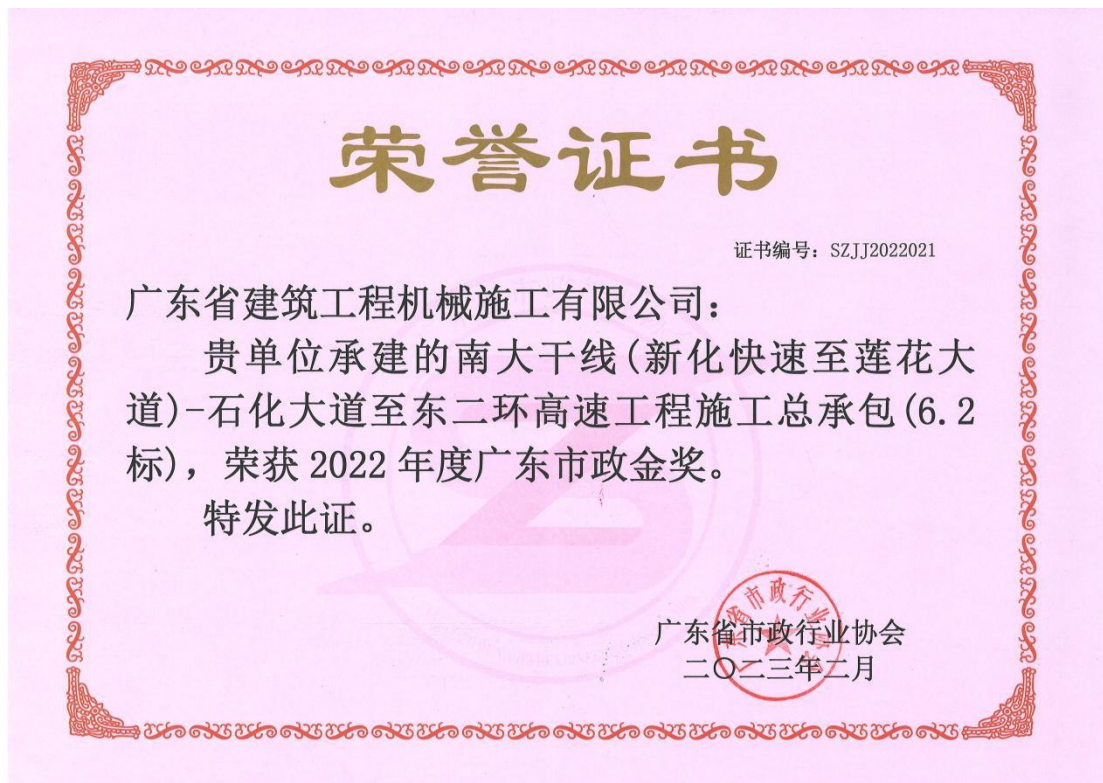 荣誉证书
证书编号：SZJJ2022021
广东省建筑工程机械施工有限公司：
贵单位承建的南大干线(新化快速至莲花大
道)-石化大道至东二环高速工程施工总承包(6.2
标)，荣获 2022 年度广东市政金奖。
特发此证。
广东省市政行业协会
二〇二三年二月